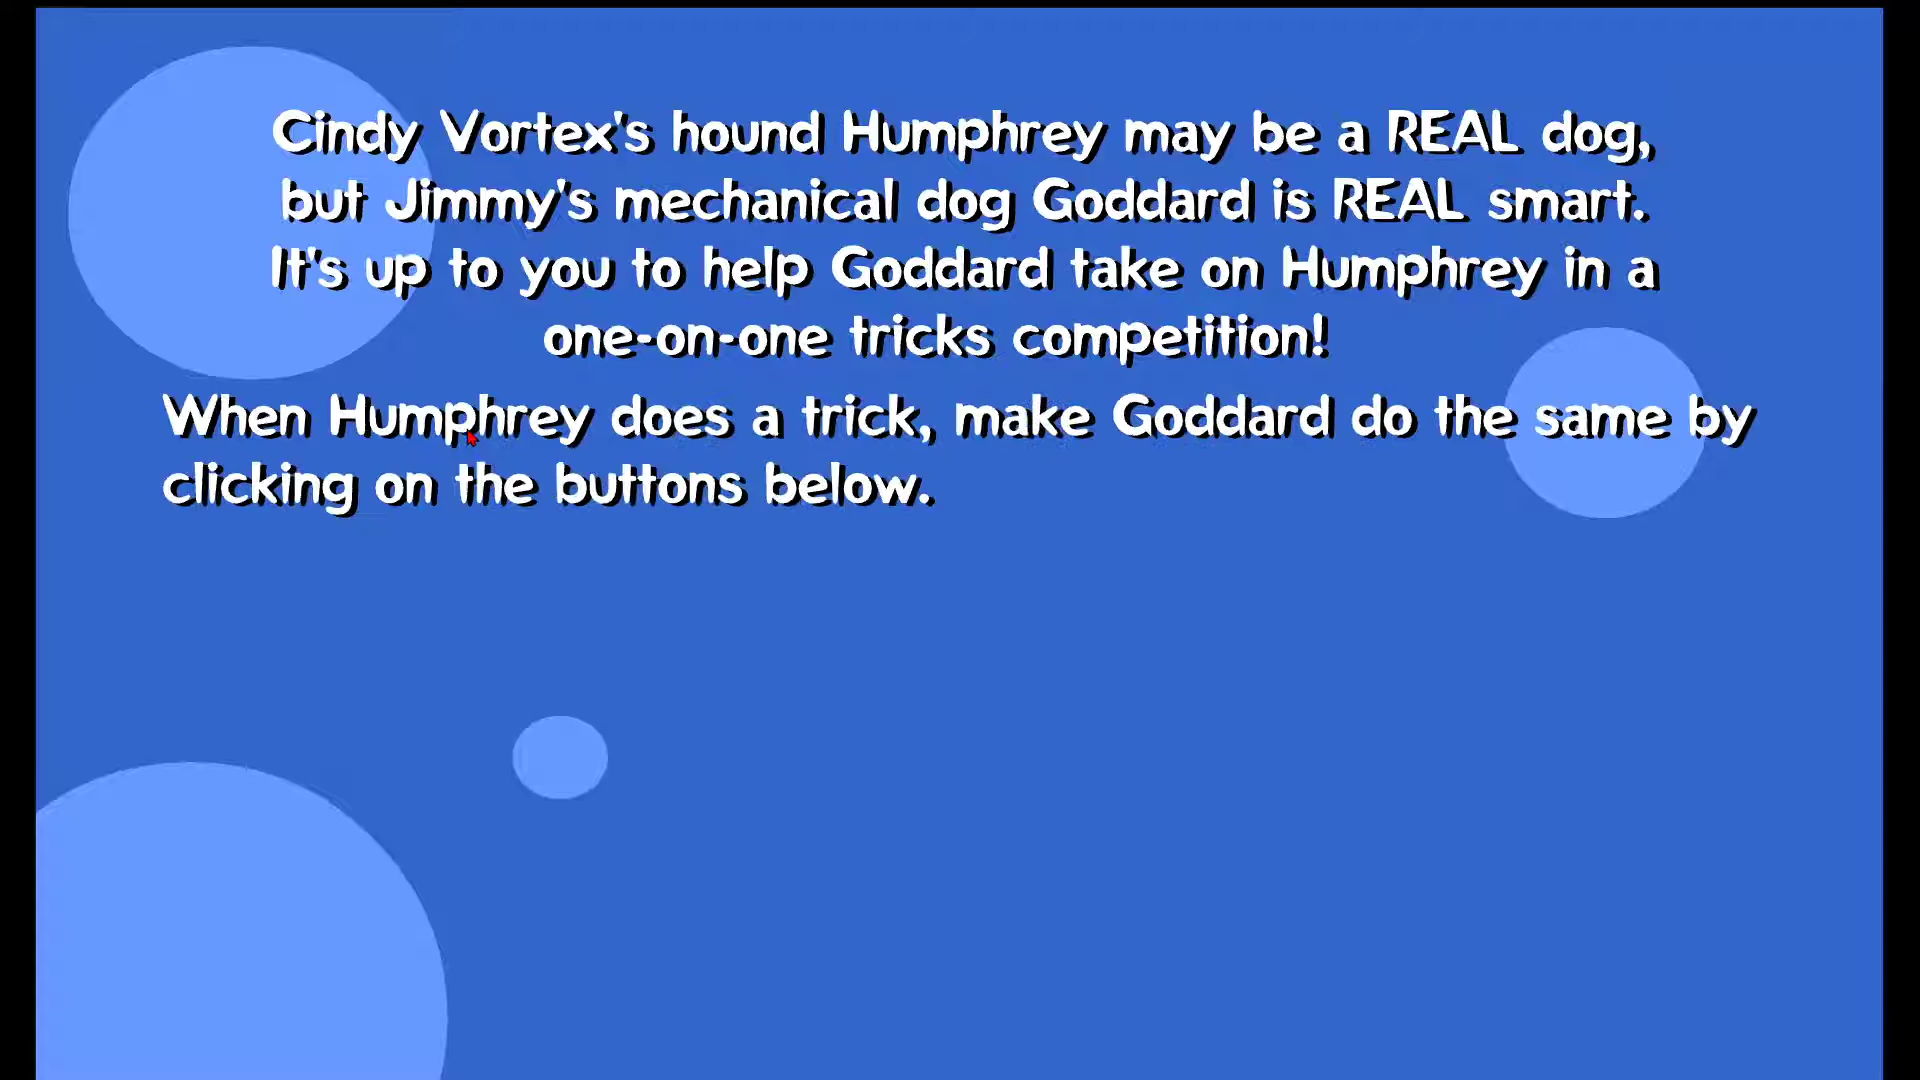 Cindy Vortex's hound Humphrey may be a REAL dog,
but Jimmy's mechanical dog Goddard is REAL smart.
It's up to you to help Goddard take on Humphrey in a
one-on-one tricks competition!
When Humphrey does a trick, make Goddard do the same by
clicking on the buttons below.